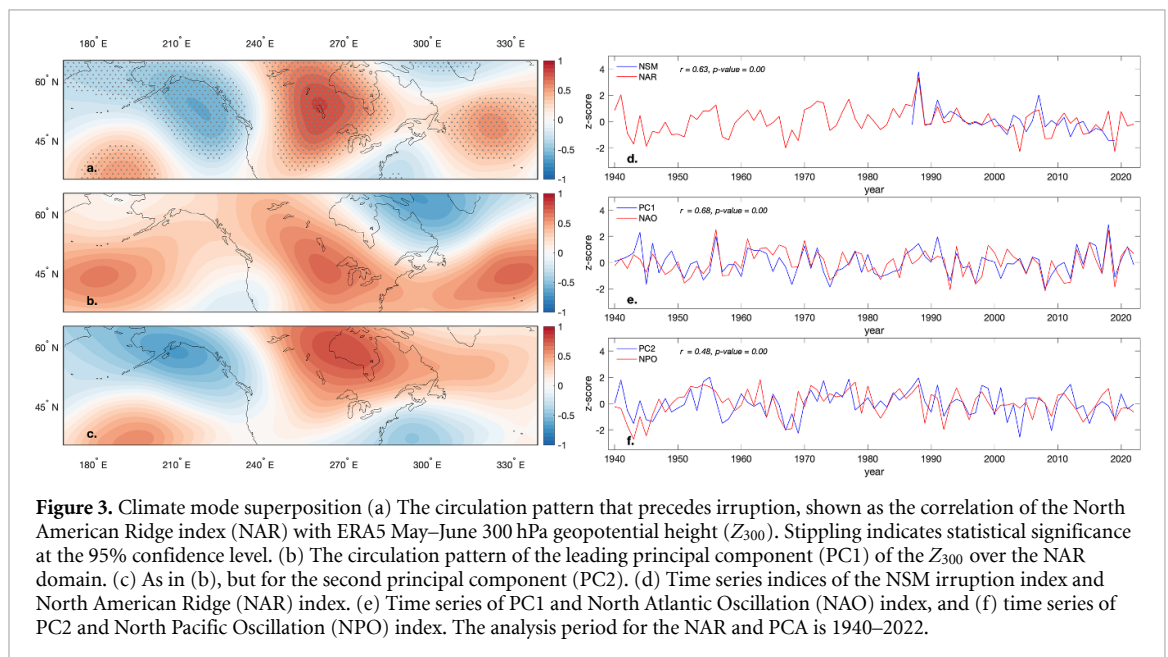 180° E 210° E 240° E 270° E 300° E 330° E
60° N
45° N
a.
1
0.5
0
-0.5
-1
60° N
45° N
b.
1
0.5
0
-0.5
-1
60° N
45° N
c.
1
0.5
0
-0.5
-1
180° E 210° E 240° E 270° E 300° E 330° E
NSM
NAR
r = 0.63, p-value = 0.00
z-score
4
2
0
-2
d.
1940 1950 1960 1970 1980 1990 2000 2010 2020
year
PC1
NAO
r = 0.68, p-value = 0.00
z-score
4
2
0
-2
e.
1940 1950 1960 1970 1980 1990 2000 2010 2020
year
PC2
NPO
r = 0.48, p-value = 0.00
z-score
4
2
0
-2
f.
1940 1950 1960 1970 1980 1990 2000 2010 2020
year
Figure 3. Climate mode superposition (a) The circulation pattern that precedes irruption, shown as the correlation of the North
American Ridge index (NAR) with ERA5 May–June 300 hPa geopotential height (Z300). Stippling indicates statistical significance
at the 95% confidence level. (b) The circulation pattern of the leading principal component (PC1) of the Z300 over the NAR
domain. (c) As in (b), but for the second principal component (PC2). (d) Time series indices of the NSM irruption index and
North American Ridge (NAR) index. (e) Time series of PC1 and North Atlantic Oscillation (NAO) index, and (f) time series of
PC2 and North Pacific Oscillation (NPO) index. The analysis period for the NAR and PCA is 1940–2022.